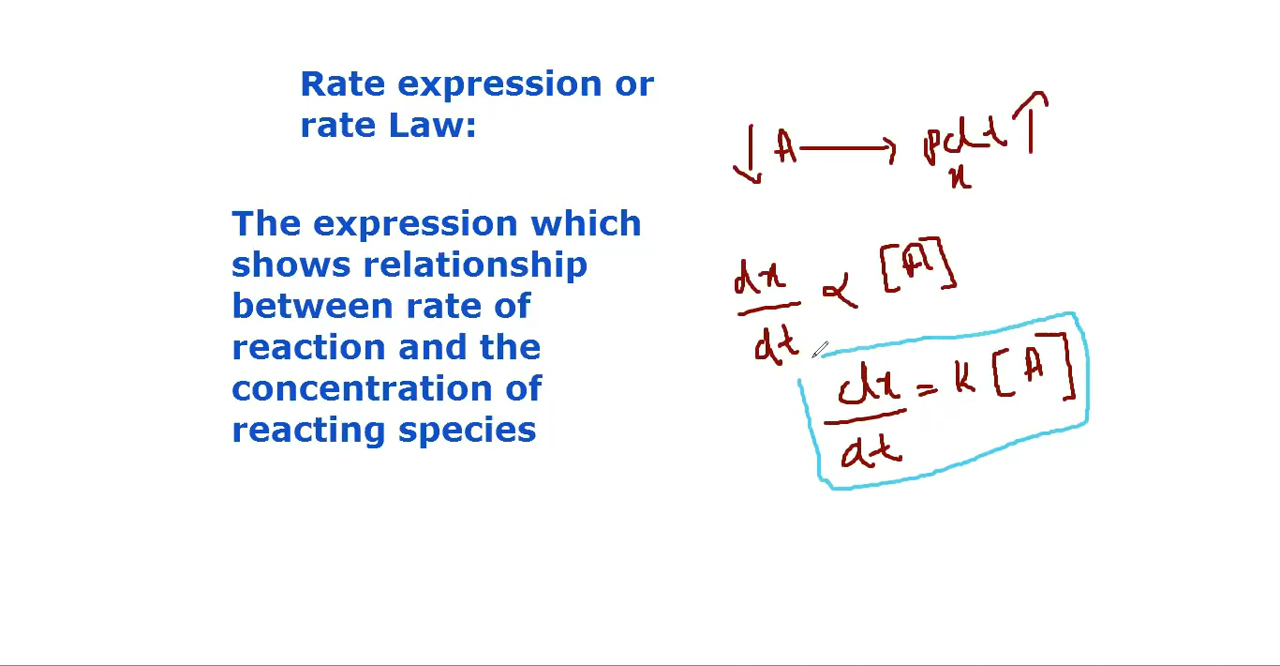 Rate expression or
rate Law:
The expression which
shows relationship
between rate of
reaction and the
concentration of
reacting species
↓ A ⟶ pdt ↑
x
dx/dt ∝ [A]
dx/dt = K [A]